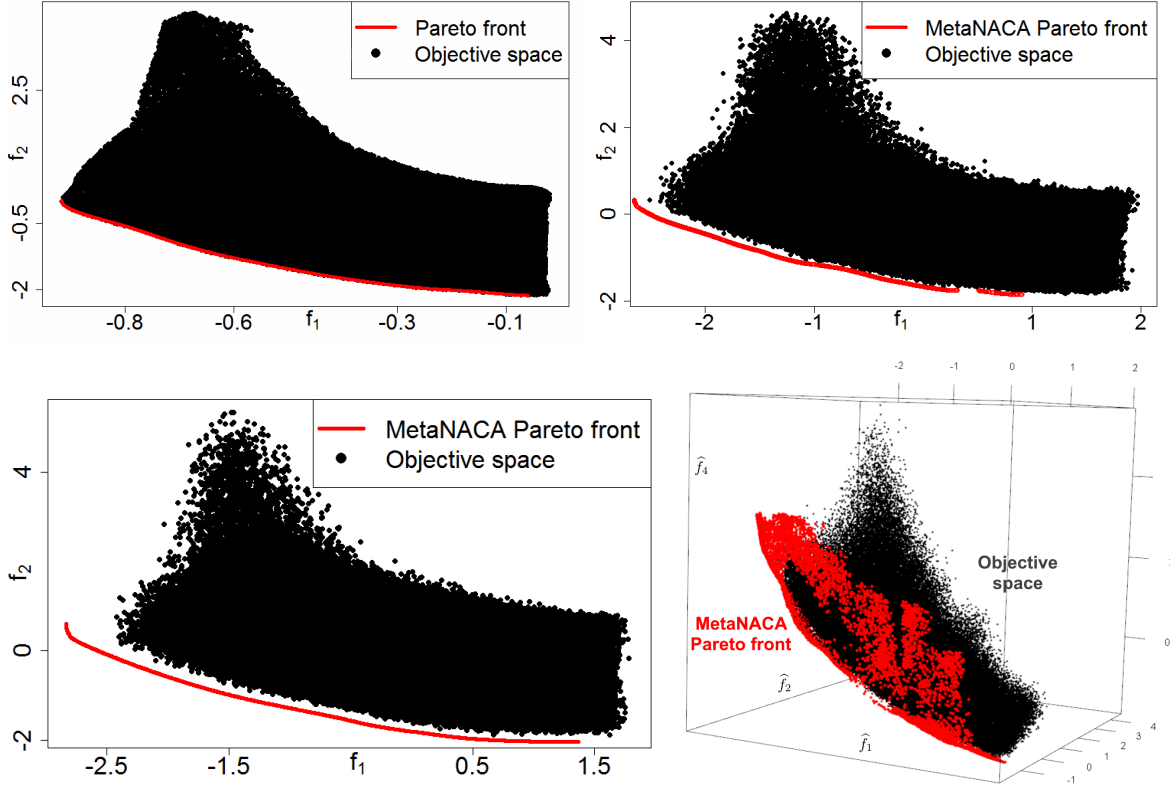 Pareto front
Objective space
f2
2.5
-0.5
-2
-0.8
-0.6
f1
-0.3
-0.1
MetaNACA Pareto front
Objective space
f2
4
2
0
-2
-2
-1
f1
1
2
MetaNACA Pareto front
Objective space
f2
4
2
0
-2
-2.5
-1.5
f1
0.5
1.5
-2 -1 0 1 2
f̂4
Objective
space
MetaNACA
Pareto front
f̂2
f̂1
0
-1 0 1 2 3 4